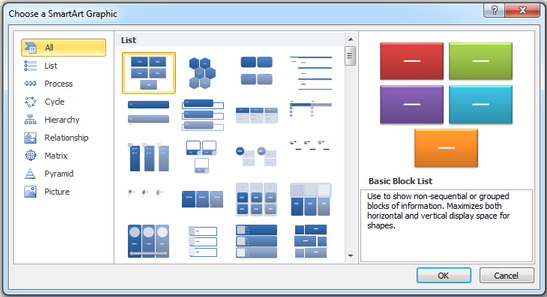 Choose a SmartArt Graphic
All
List
Process
Cycle
Hierarchy
Relationship
Matrix
Pyramid
Picture
List
Basic Block List
Use to show non-sequential or grouped
blocks of information. Maximizes both
horizontal and vertical display space for
shapes.
OK
Cancel